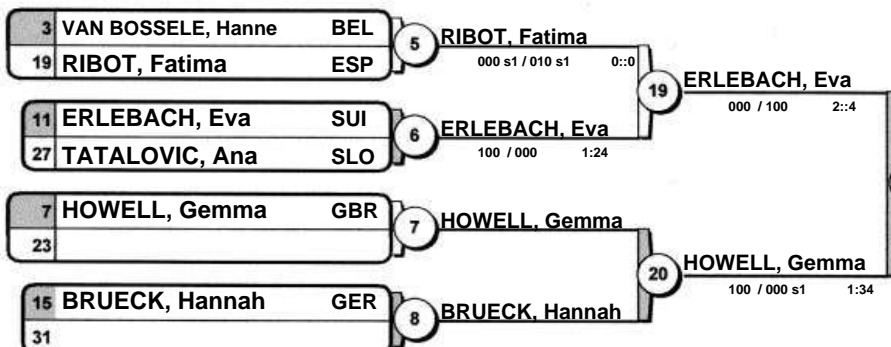 3 VAN BOSSELE, Hanne BEL
19 RIBOT, Fatima ESP
5 RIBOT, Fatima
000 s1 / 010 s1 0::0
11 ERLEBACH, Eva SUI
27 TATALOVIC, Ana SLO
6 ERLEBACH, Eva
100 / 000 1:24
19 ERLEBACH, Eva
000 / 100 2::4
7 HOWELL, Gemma GBR
23
7 HOWELL, Gemma
15 BRUECK, Hannah GER
31
8 BRUECK, Hannah
20 HOWELL, Gemma
100 / 000 s1 1:34